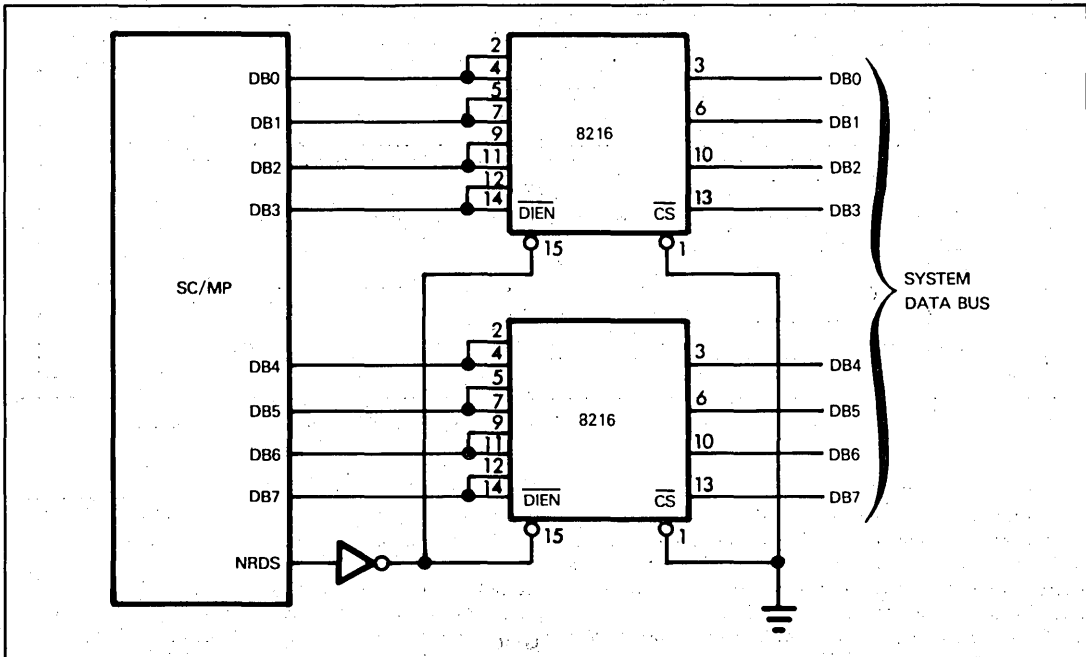 2
DB0
4
3
DB0
5
DB1
7
6
DB1
9
8216
DB2
11
10
DB2
12
DB3
14
DIEN
CS
13
DB3
15
1
SC/MP
SYSTEM
DATA BUS
2
DB4
4
3
DB4
5
DB5
7
6
DB5
9
8216
DB6
11
10
DB6
12
DB7
14
DIEN
CS
13
DB7
15
1
NRDS